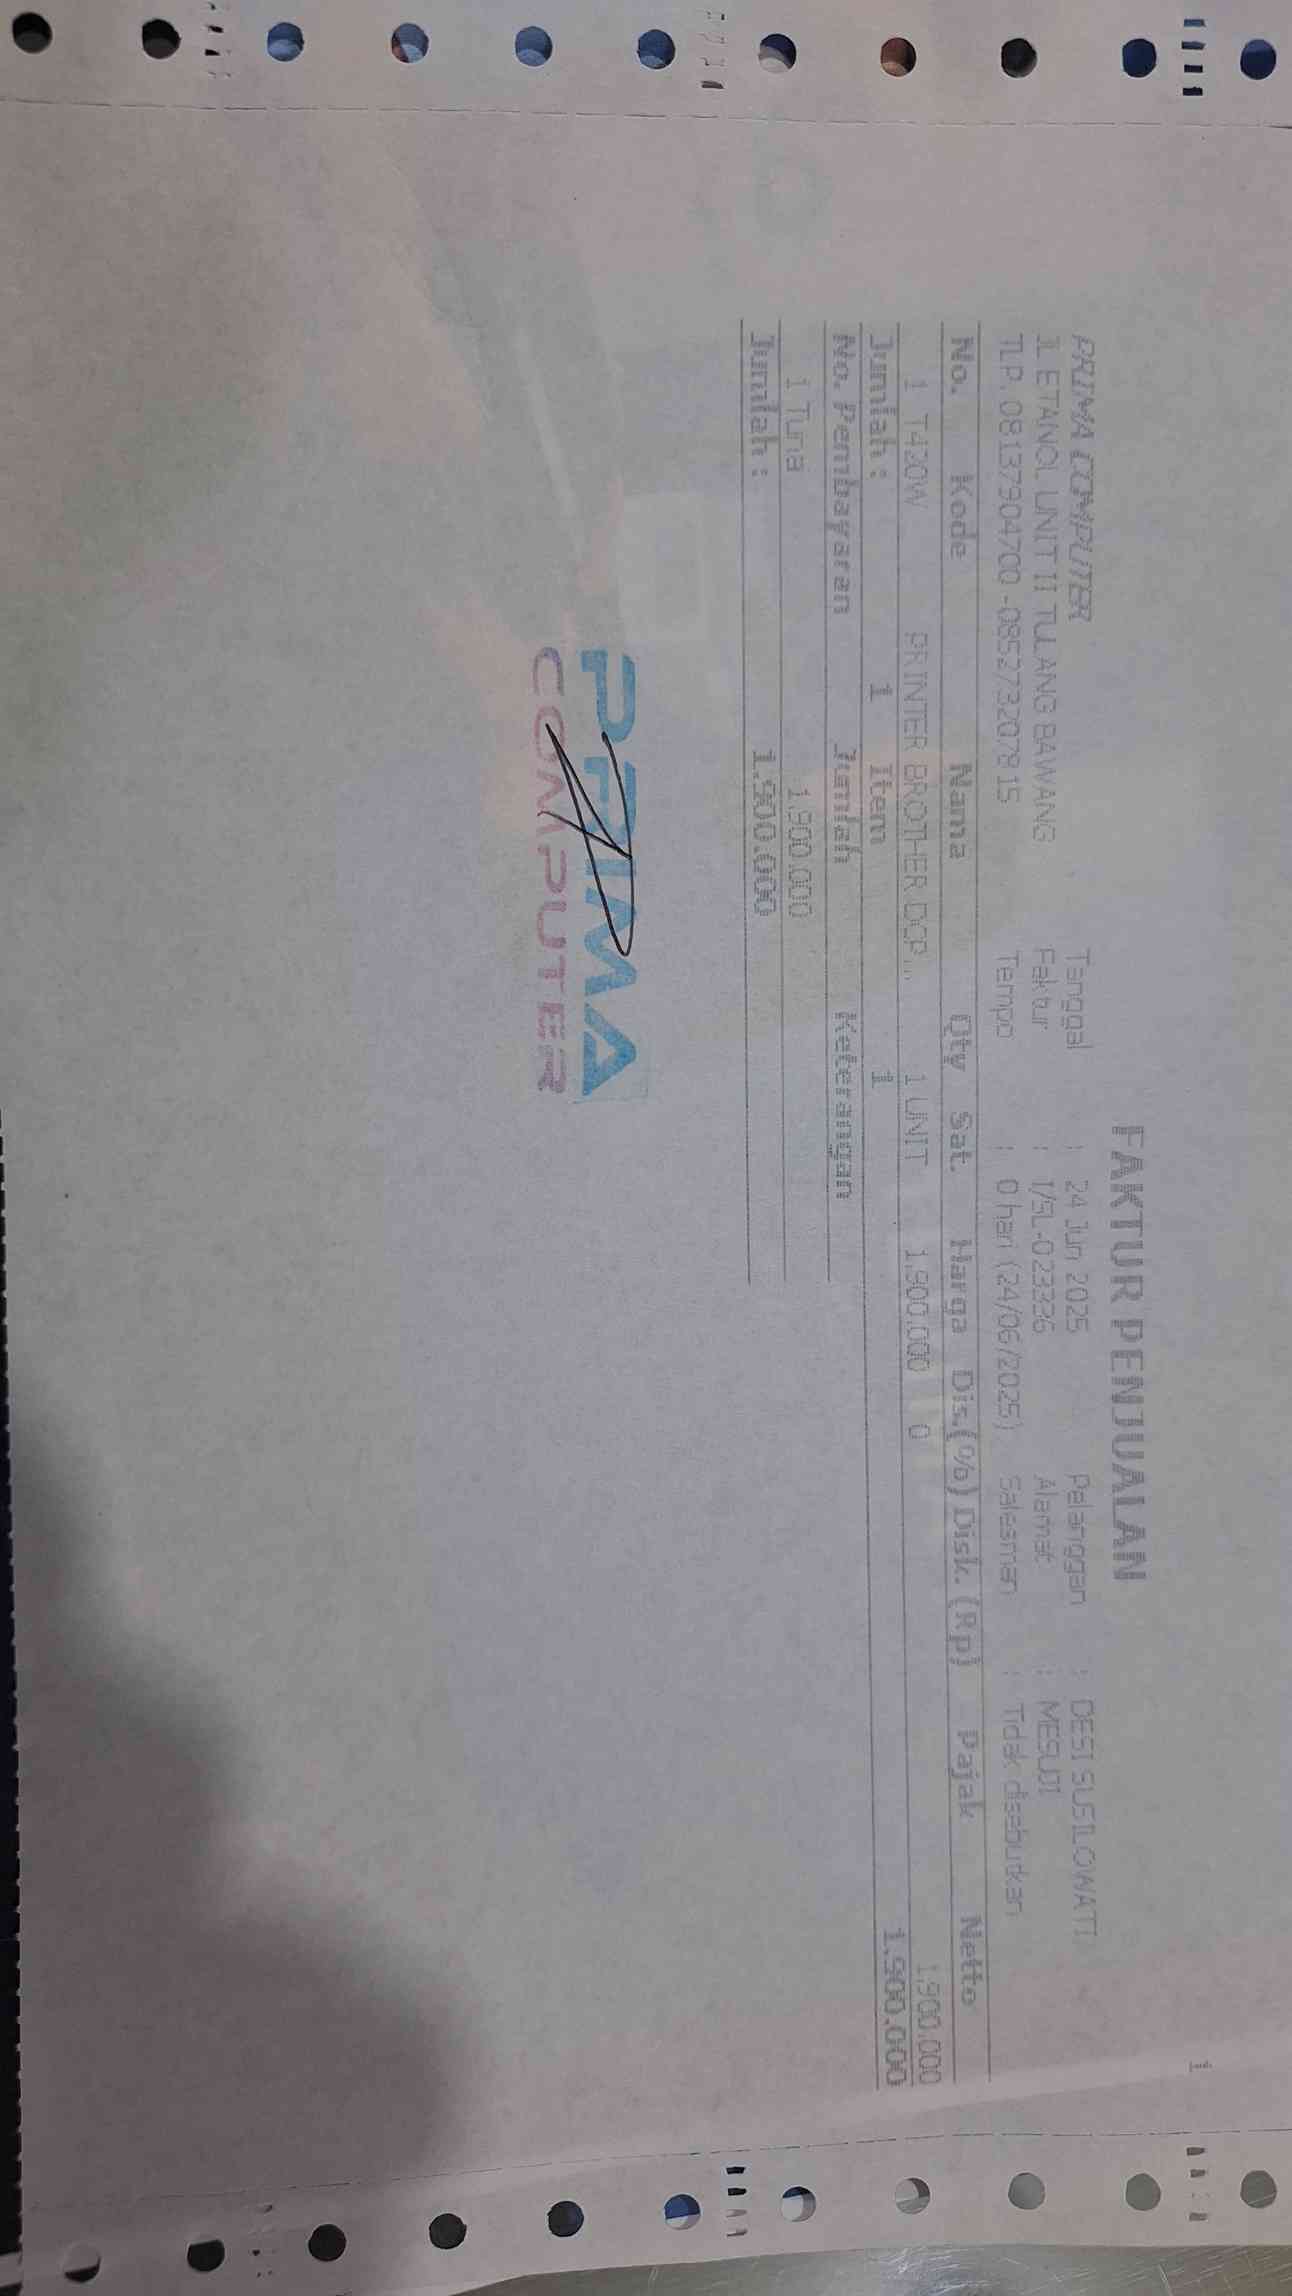 1
FAKTUR PENJUALAN
PRIMA COMPUTER Tanggal : 24 Jun 2025 Pelanggan : DESI SUSILOWATI
JL ETANOL UNIT II TULANG BAWANG Faktur : 1/SL-023336 Alamat : MESUJI
TLP. 08137904700 -085273207815 Tempo : 0 hari (24/06/2025) Salesman : Tidak disebutkan
No. Kode Nama Qty Sat. Harga Dis.(%) Disk. (Rp) Pajak Netto
1 T420W PRINTER BROTHER DCP... 1 UNIT 1.900.000 0 1.900.000
Jumlah : 1 Item 1 1.900.000
No. Pembayaran Jumlah Keterangan
1 Tuna 1.900.000
Jumlah : 1.900.000
PRIMA
COMPUTER